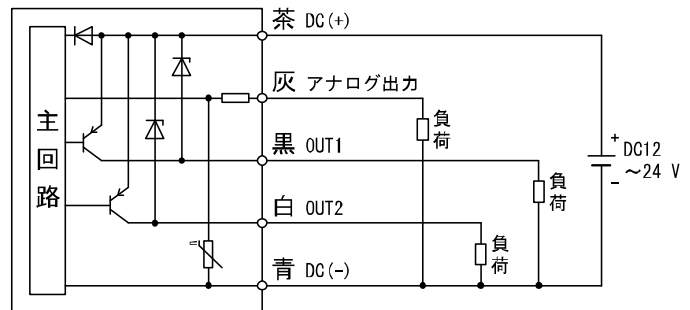 茶 DC(+)
灰 アナログ出力
主回路
負荷
黒 OUT1
+
DC12
～24 V
-
負荷
白 OUT2
負荷
青 DC(-)